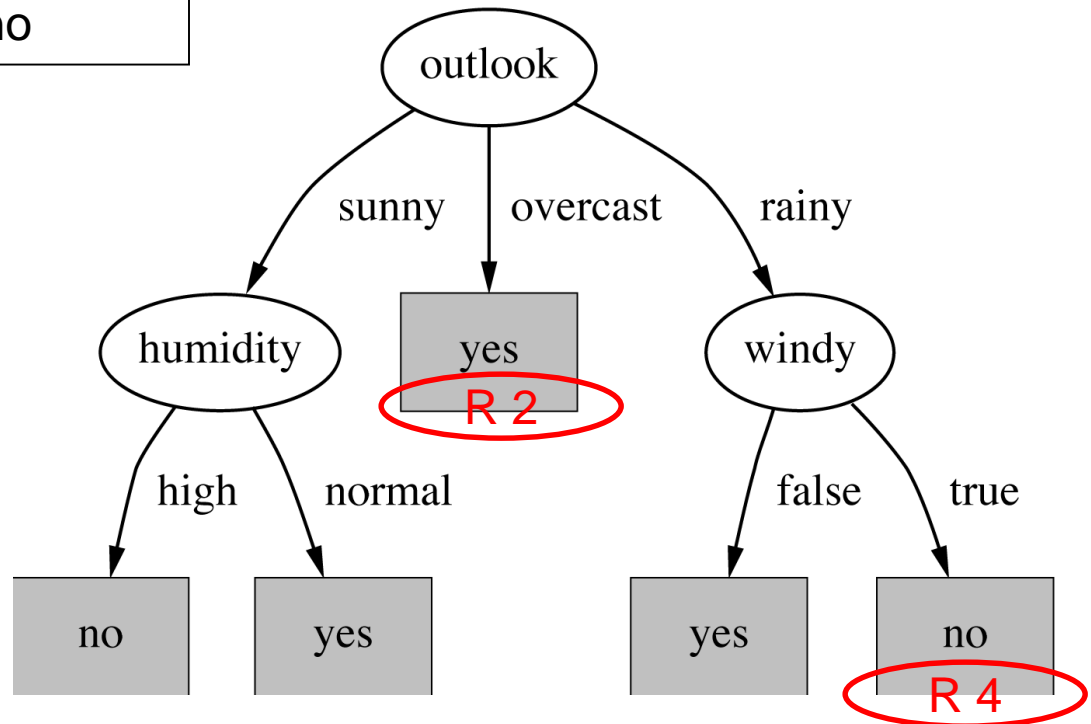 no
outlook
sunny overcast rainy
humidity yes windy
R 2
high normal false true
no yes yes no
R 4